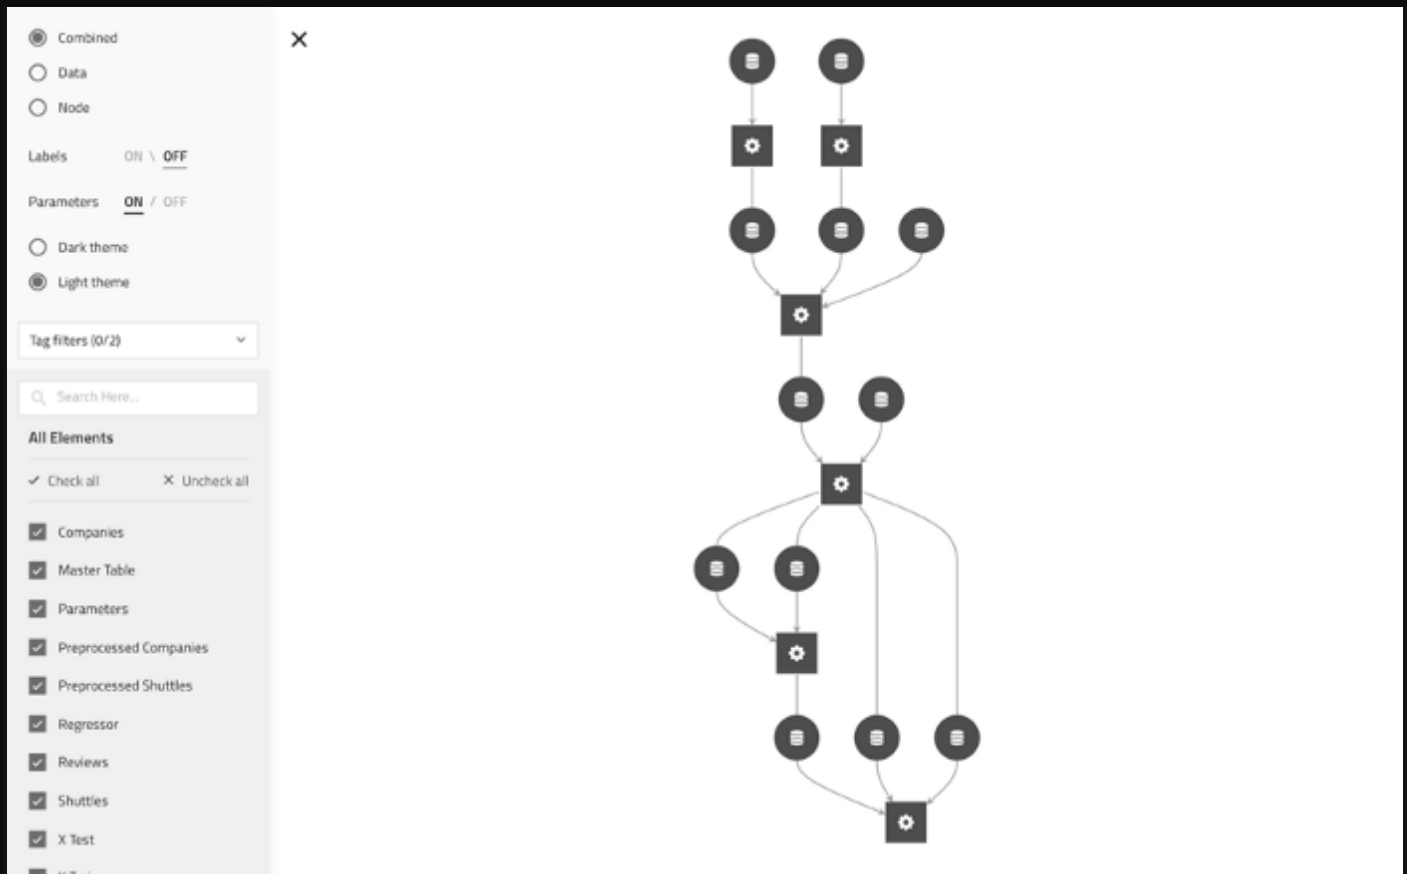 Combined
Data
Node
Labels ON \ OFF
Parameters ON / OFF
Dark theme
Light theme
Tag filters (0/2)
Search Here...
All Elements
Check all Uncheck all
Companies
Master Table
Parameters
Preprocessed Companies
Preprocessed Shuttles
Regressor
Reviews
Shuttles
X Test